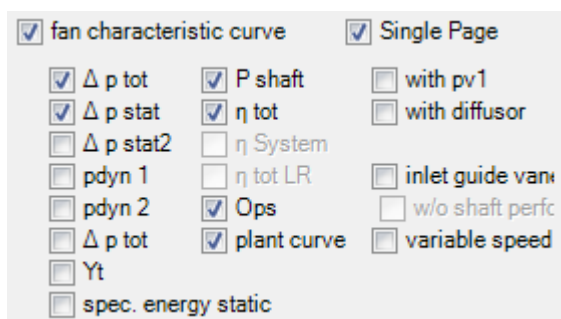 fan characteristic curve Single Page
Δ p tot P shaft with pv1
Δ p stat η tot with diffusor
Δ p stat2 η System
pdyn 1 η tot LR inlet guide vane
pdyn 2 Ops w/o shaft perfo
Δ p tot plant curve variable speed
Yt
spec. energy static